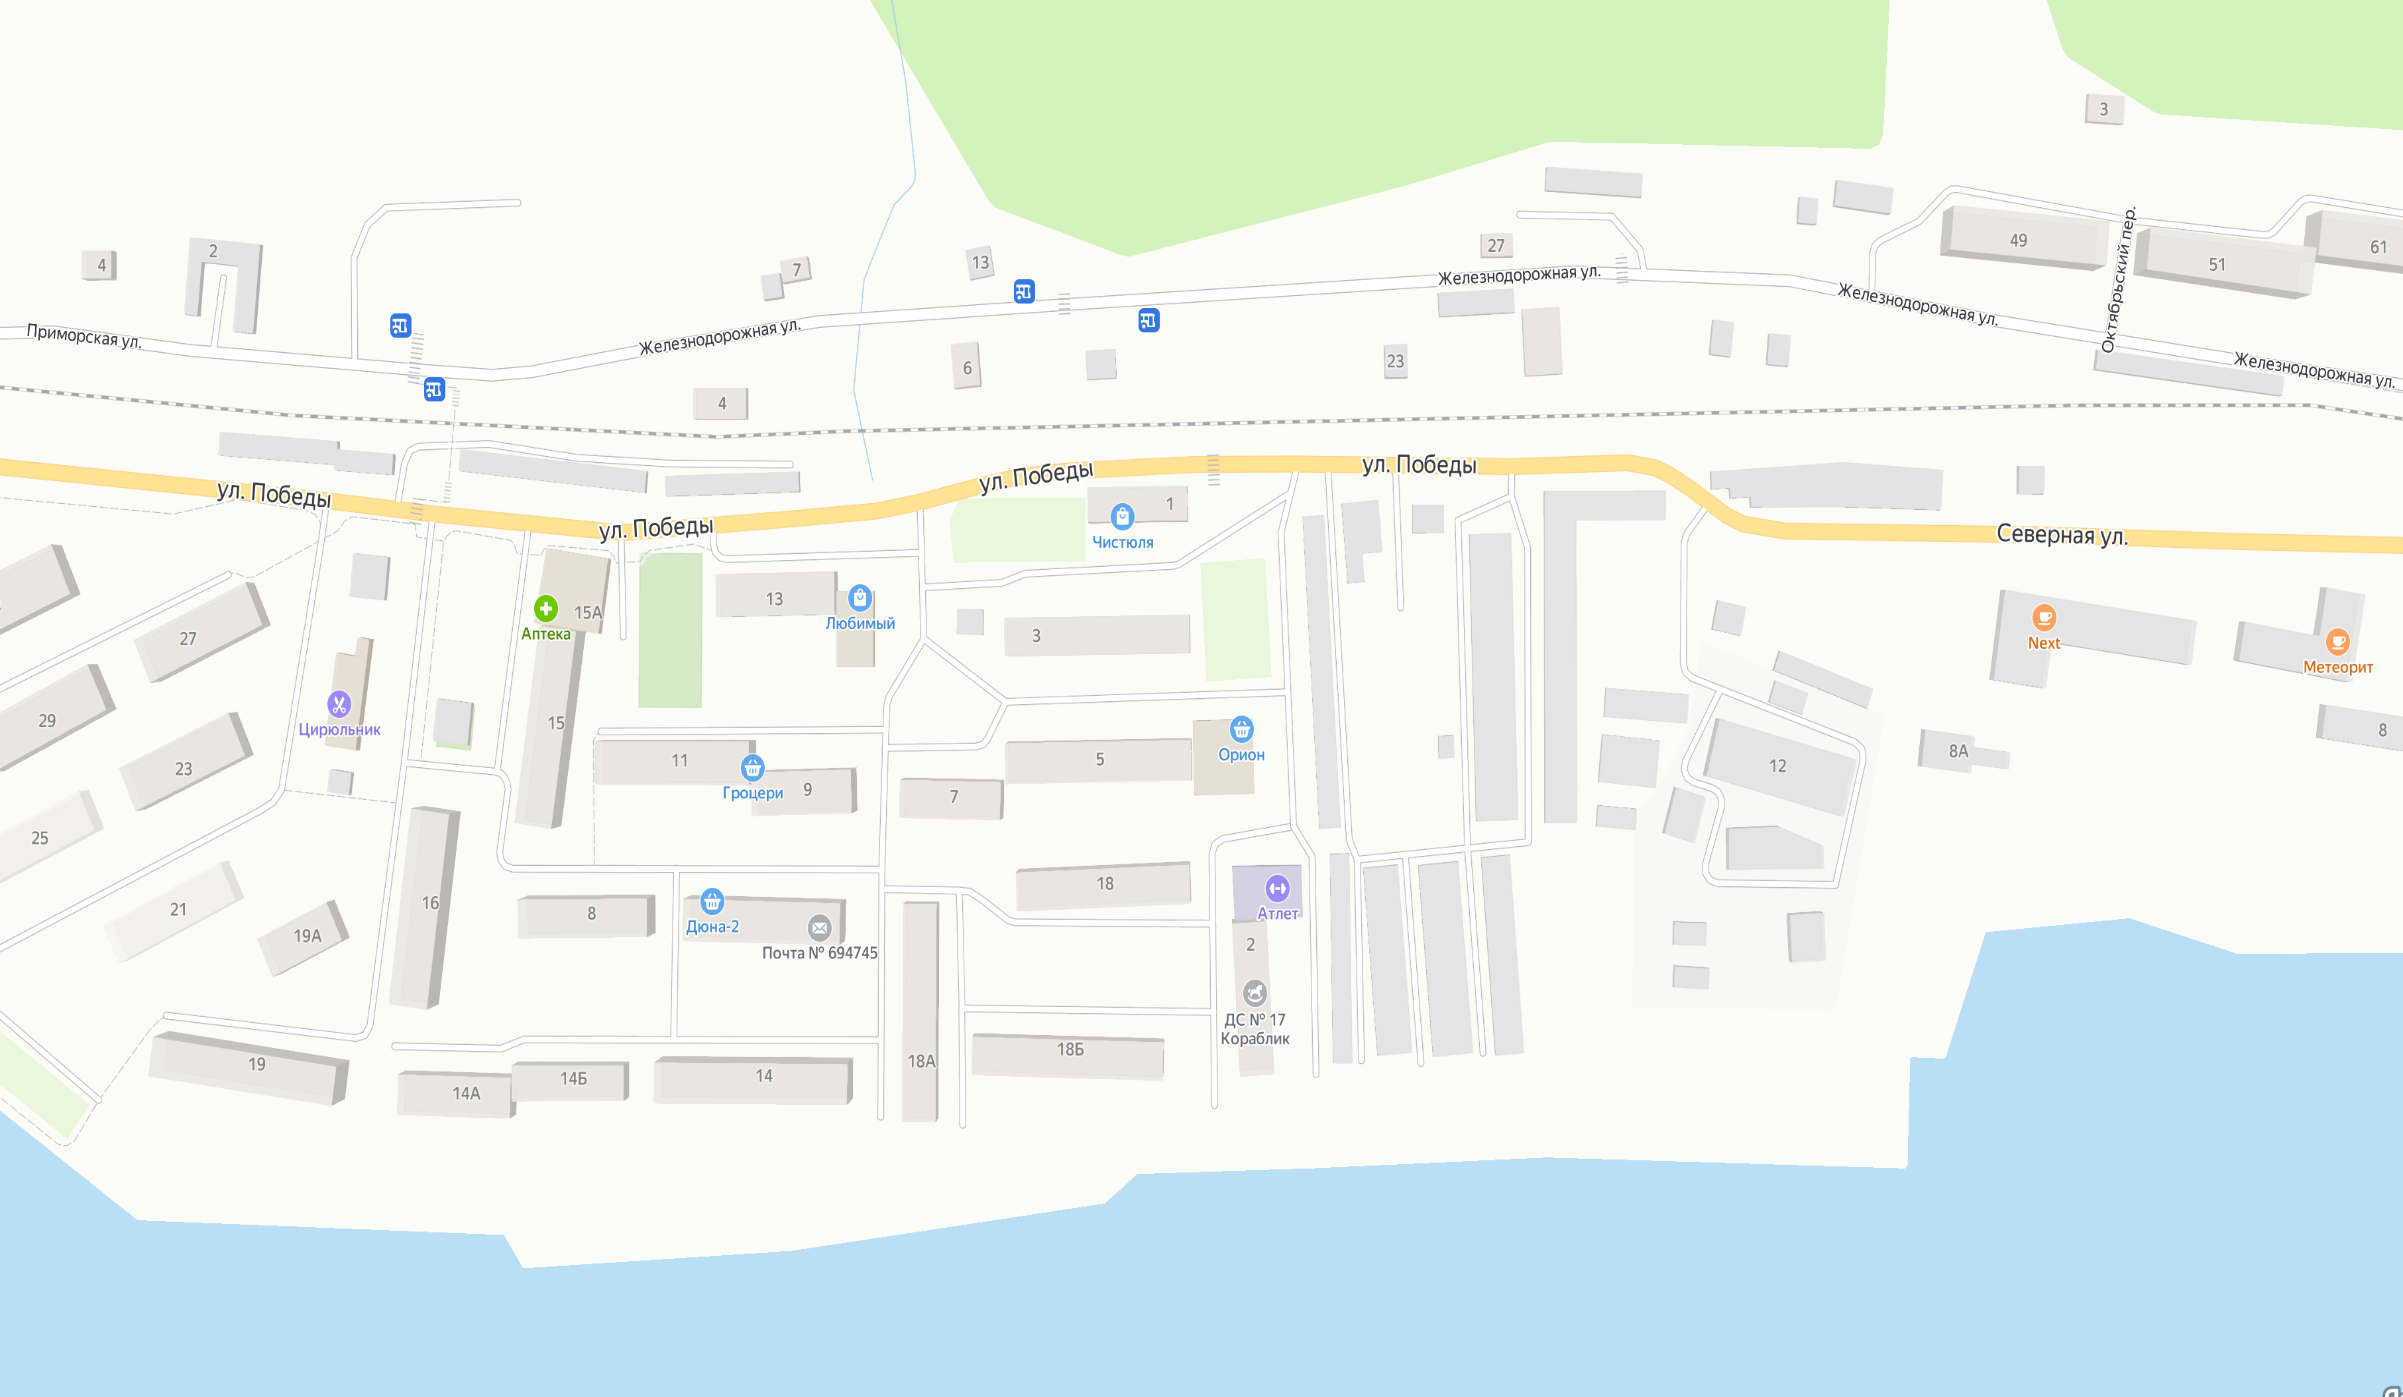 3
49
Октябрьский пер.
61
51
27
4
2
7
13
Железнодорожная ул.
Железнодорожная ул.
Приморская ул.
Железнодорожная ул.
Железнодорожная ул.
6
23
4
ул. Победы
ул. Победы
ул. Победы
ул. Победы
Северная ул.
1
Чистюля
15А
Аптека
13
Любимый
3
27
Next
Метеорит
29
Цирюльник
15
11
Гроцери
9
7
5
Орион
12
8А
8
23
25
21
19А
16
8
Дюна-2
Почта № 694745
18
Атлет
2
ДС № 17
Кораблик
19
14А
14Б
14
18А
18Б